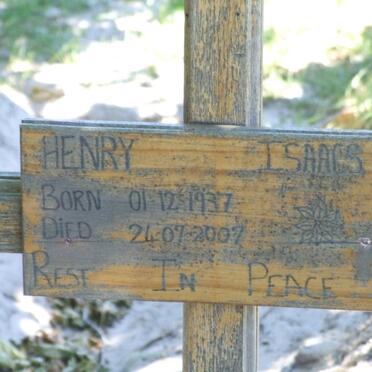 HENRY ISAACS
BORN 01-12-1937
DIED 24-07-2007
REST IN PEACE